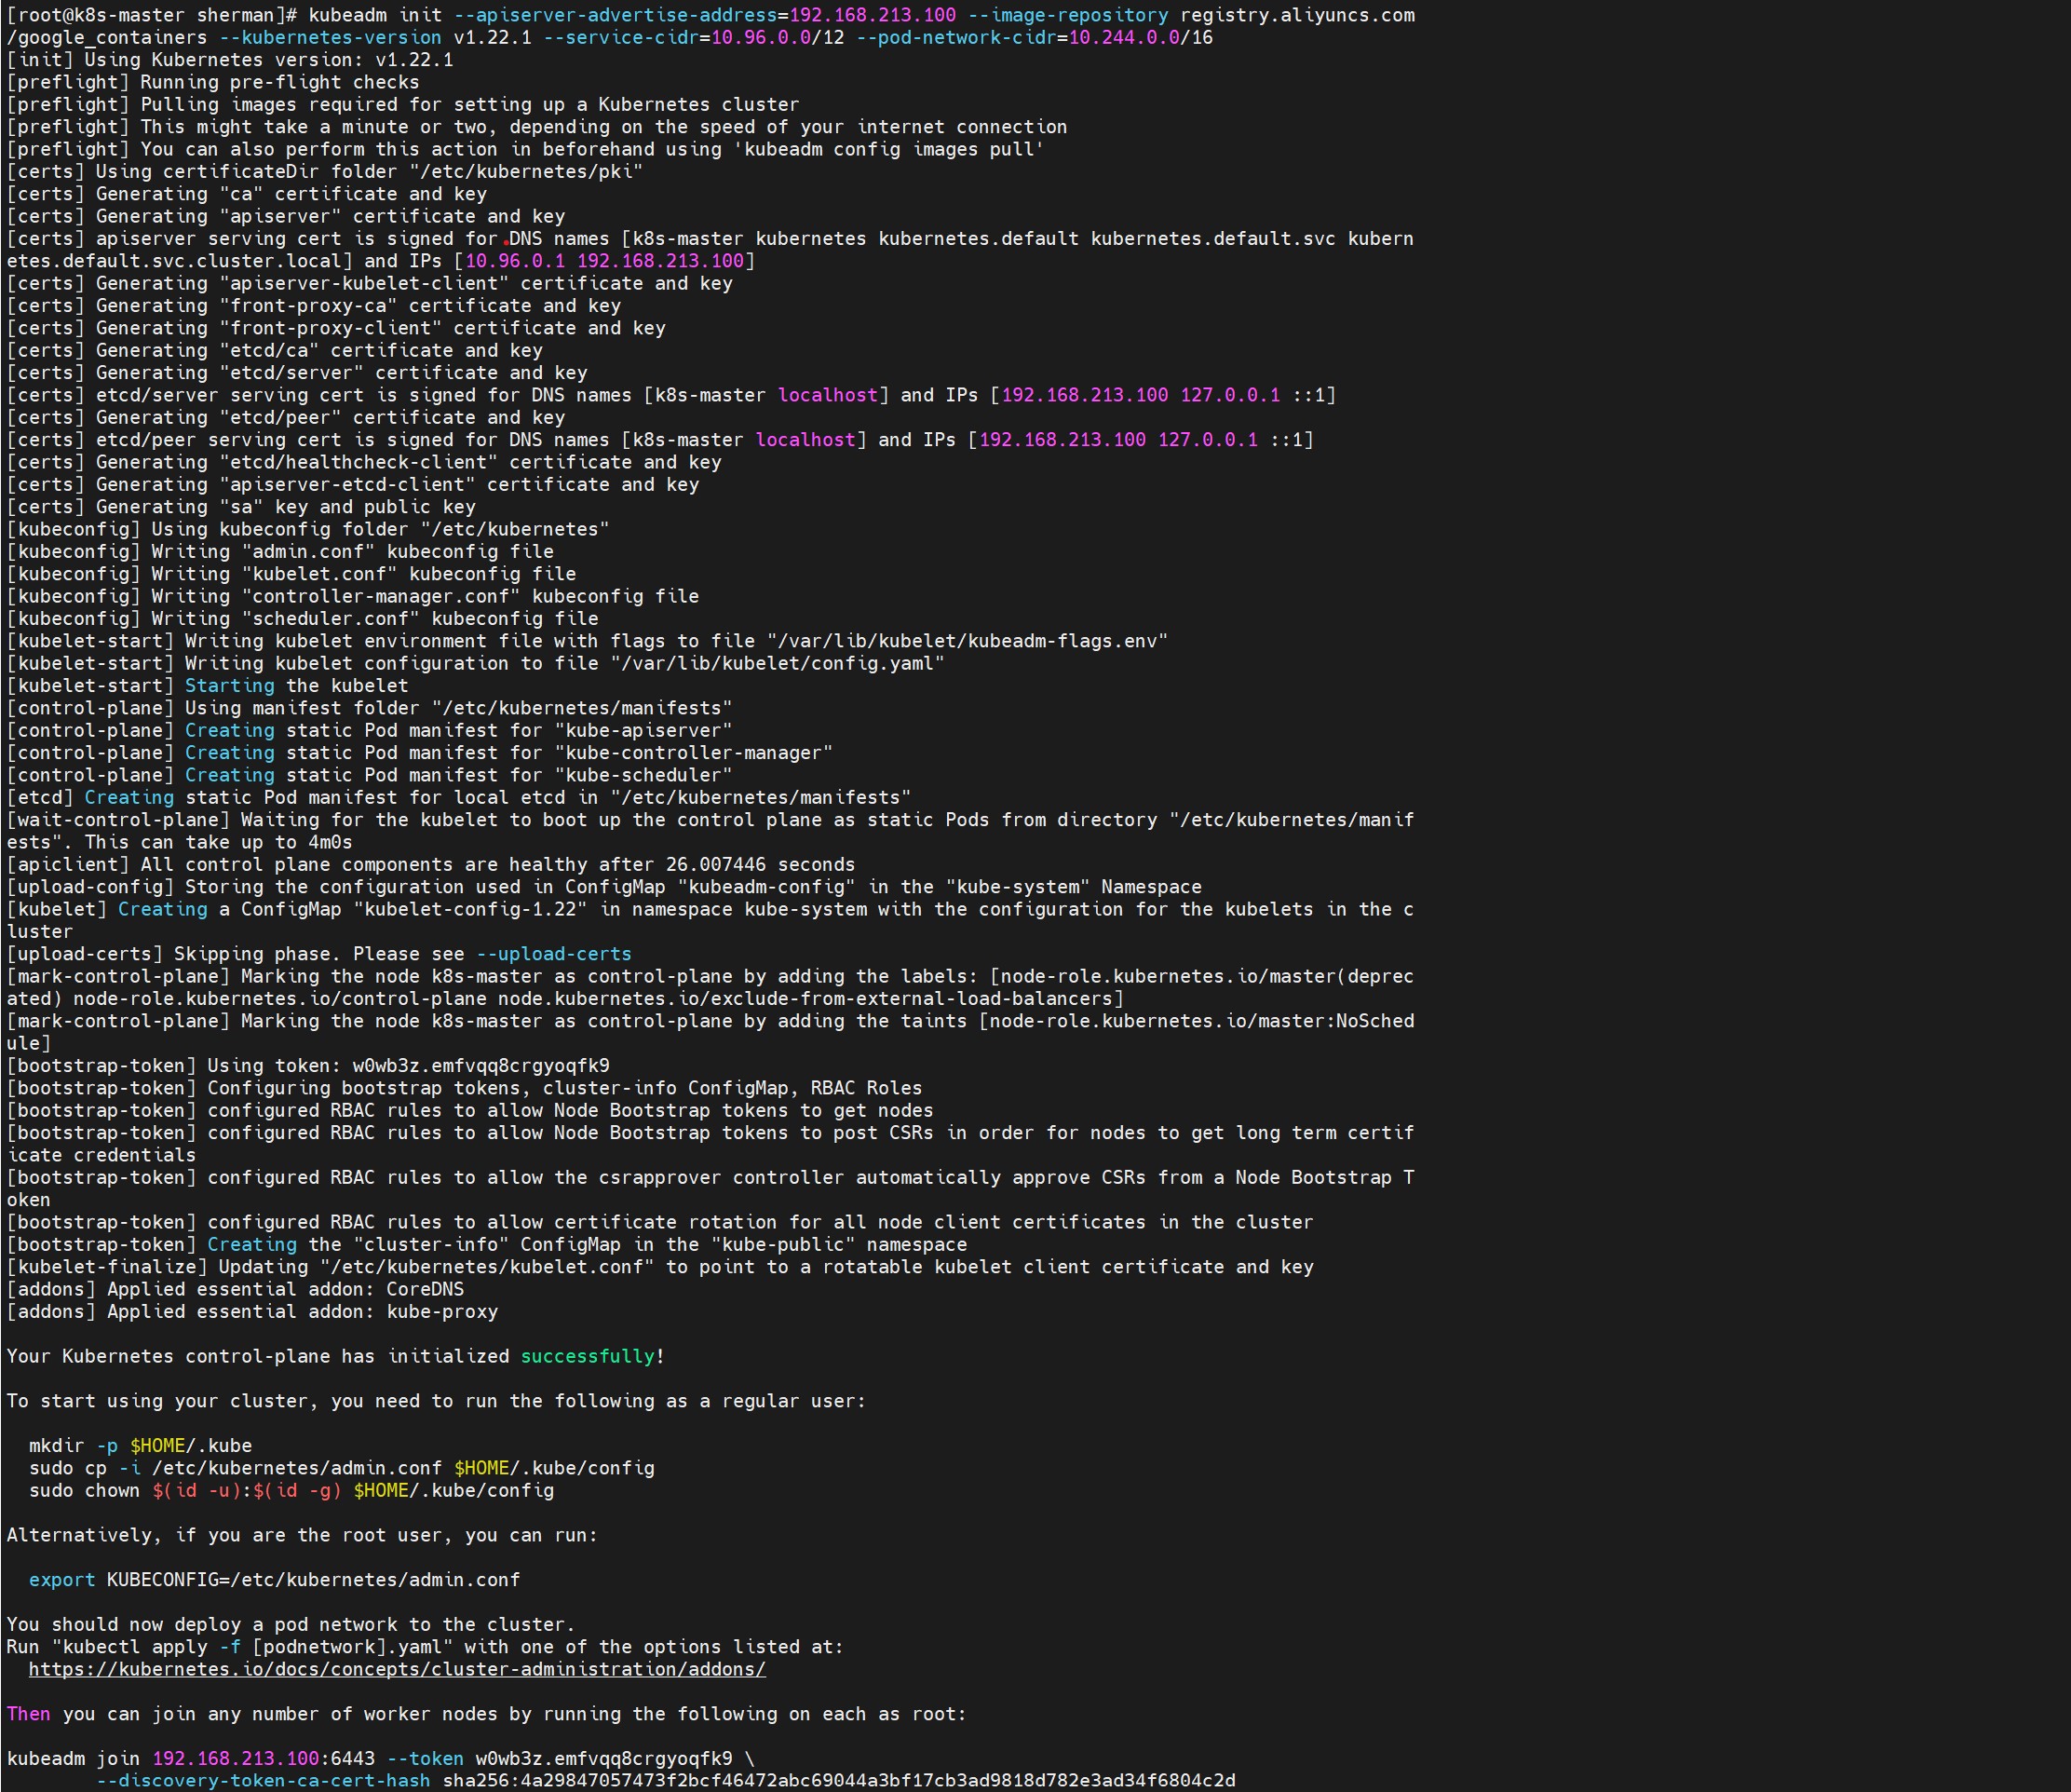 [root@k8s-master sherman]# kubeadm init --apiserver-advertise-address=192.168.213.100 --image-repository registry.aliyuncs.com
/google_containers --kubernetes-version v1.22.1 --service-cidr=10.96.0.0/12 --pod-network-cidr=10.244.0.0/16
[init] Using Kubernetes version: v1.22.1
[preflight] Running pre-flight checks
[preflight] Pulling images required for setting up a Kubernetes cluster
[preflight] This might take a minute or two, depending on the speed of your internet connection
[preflight] You can also perform this action in beforehand using 'kubeadm config images pull'
[certs] Using certificateDir folder "/etc/kubernetes/pki"
[certs] Generating "ca" certificate and key
[certs] Generating "apiserver" certificate and key
[certs] apiserver serving cert is signed for DNS names [k8s-master kubernetes kubernetes.default kubernetes.default.svc kubern
etes.default.svc.cluster.local] and IPs [10.96.0.1 192.168.213.100]
[certs] Generating "apiserver-kubelet-client" certificate and key
[certs] Generating "front-proxy-ca" certificate and key
[certs] Generating "front-proxy-client" certificate and key
[certs] Generating "etcd/ca" certificate and key
[certs] Generating "etcd/server" certificate and key
[certs] etcd/server serving cert is signed for DNS names [k8s-master localhost] and IPs [192.168.213.100 127.0.0.1 ::1]
[certs] Generating "etcd/peer" certificate and key
[certs] etcd/peer serving cert is signed for DNS names [k8s-master localhost] and IPs [192.168.213.100 127.0.0.1 ::1]
[certs] Generating "etcd/healthcheck-client" certificate and key
[certs] Generating "apiserver-etcd-client" certificate and key
[certs] Generating "sa" key and public key
[kubeconfig] Using kubeconfig folder "/etc/kubernetes"
[kubeconfig] Writing "admin.conf" kubeconfig file
[kubeconfig] Writing "kubelet.conf" kubeconfig file
[kubeconfig] Writing "controller-manager.conf" kubeconfig file
[kubeconfig] Writing "scheduler.conf" kubeconfig file
[kubelet-start] Writing kubelet environment file with flags to file "/var/lib/kubelet/kubeadm-flags.env"
[kubelet-start] Writing kubelet configuration to file "/var/lib/kubelet/config.yaml"
[kubelet-start] Starting the kubelet
[control-plane] Using manifest folder "/etc/kubernetes/manifests"
[control-plane] Creating static Pod manifest for "kube-apiserver"
[control-plane] Creating static Pod manifest for "kube-controller-manager"
[control-plane] Creating static Pod manifest for "kube-scheduler"
[etcd] Creating static Pod manifest for local etcd in "/etc/kubernetes/manifests"
[wait-control-plane] Waiting for the kubelet to boot up the control plane as static Pods from directory "/etc/kubernetes/manif
ests". This can take up to 4m0s
[apiclient] All control plane components are healthy after 26.007446 seconds
[upload-config] Storing the configuration used in ConfigMap "kubeadm-config" in the "kube-system" Namespace
[kubelet] Creating a ConfigMap "kubelet-config-1.22" in namespace kube-system with the configuration for the kubelets in the c
luster
[upload-certs] Skipping phase. Please see --upload-certs
[mark-control-plane] Marking the node k8s-master as control-plane by adding the labels: [node-role.kubernetes.io/master(deprec
ated) node-role.kubernetes.io/control-plane node.kubernetes.io/exclude-from-external-load-balancers]
[mark-control-plane] Marking the node k8s-master as control-plane by adding the taints [node-role.kubernetes.io/master:NoSched
ule]
[bootstrap-token] Using token: w0wb3z.emfvqq8crgyoqfk9
[bootstrap-token] Configuring bootstrap tokens, cluster-info ConfigMap, RBAC Roles
[bootstrap-token] configured RBAC rules to allow Node Bootstrap tokens to get nodes
[bootstrap-token] configured RBAC rules to allow Node Bootstrap tokens to post CSRs in order for nodes to get long term certif
icate credentials
[bootstrap-token] configured RBAC rules to allow the csrapprover controller automatically approve CSRs from a Node Bootstrap T
oken
[bootstrap-token] configured RBAC rules to allow certificate rotation for all node client certificates in the cluster
[bootstrap-token] Creating the "cluster-info" ConfigMap in the "kube-public" namespace
[kubelet-finalize] Updating "/etc/kubernetes/kubelet.conf" to point to a rotatable kubelet client certificate and key
[addons] Applied essential addon: CoreDNS
[addons] Applied essential addon: kube-proxy
Your Kubernetes control-plane has initialized successfully!
To start using your cluster, you need to run the following as a regular user:
mkdir -p $HOME/.kube
sudo cp -i /etc/kubernetes/admin.conf $HOME/.kube/config
sudo chown $(id -u):$(id -g) $HOME/.kube/config
Alternatively, if you are the root user, you can run:
export KUBECONFIG=/etc/kubernetes/admin.conf
You should now deploy a pod network to the cluster.
Run "kubectl apply -f [podnetwork].yaml" with one of the options listed at:
https://kubernetes.io/docs/concepts/cluster-administration/addons/
Then you can join any number of worker nodes by running the following on each as root:
kubeadm join 192.168.213.100:6443 --token w0wb3z.emfvqq8crgyoqfk9 \
--discovery-token-ca-cert-hash sha256:4a29847057473f2bcf46472abc69044a3bf17cb3ad9818d782e3ad34f6804c2d